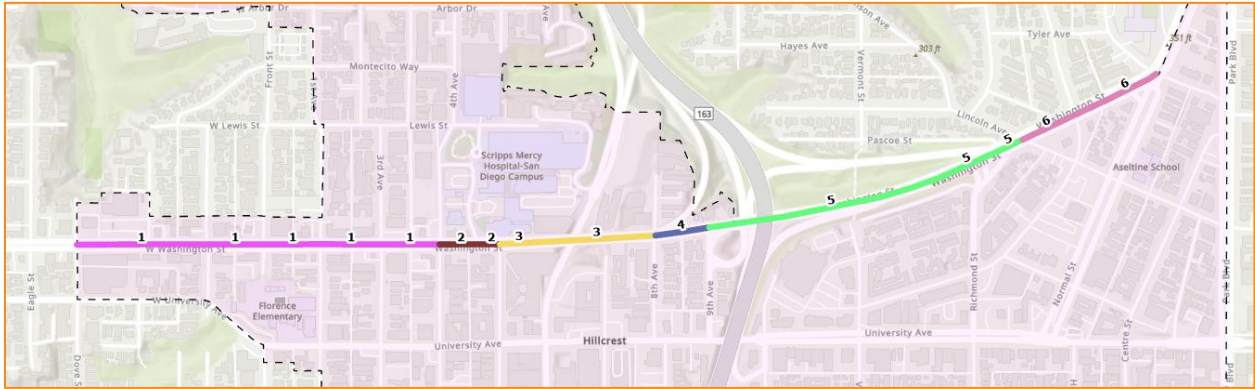 W Arbor Dr
Arbor Dr
Ave
Front St
Montecito Way
4th Ave
W Lewis St
Lewis St
3rd Ave
Scripps Mercy
Hospital-San
Diego Campus
163
Hayes Ave
303 ft
Tyler Ave
351 ft
Park Blvd
Vermont St
Lincoln Ave
Pascoe St
Washington St
6
6
5
5
5
Washington St
Aseltine School
1
1
1
1
1
2
2
3
3
4
W Washington St
Washington St
Eagle St
W University Ave
Florence
Elementary
8th Ave
9th Ave
Richmond St
Normal St
Park Blvd
University Ave
Hillcrest
University Ave
Centre St
Dove S
Blvd